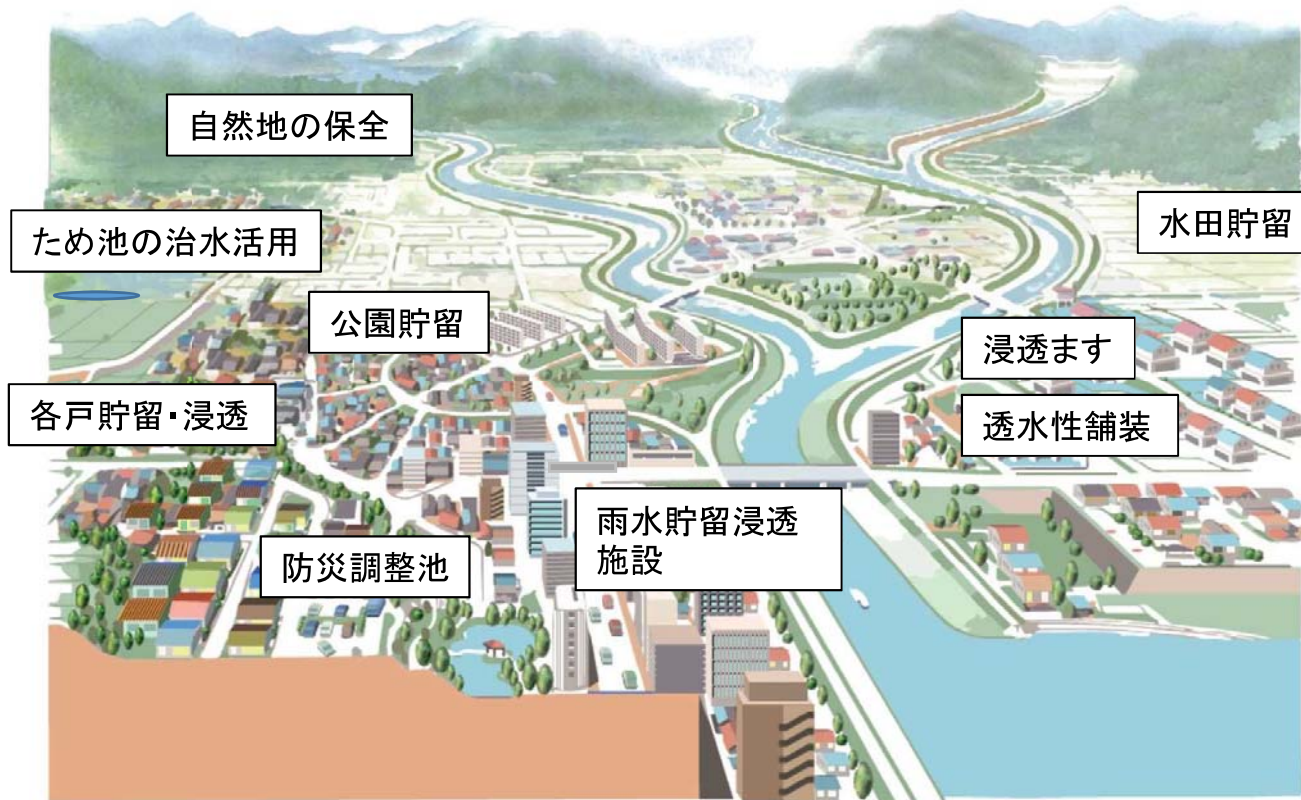 自然地の保全
水田貯留
ため池の治水活用
公園貯留
浸透ます
各戸貯留・浸透
透水性舗装
雨水貯留浸透
施設
防災調整池